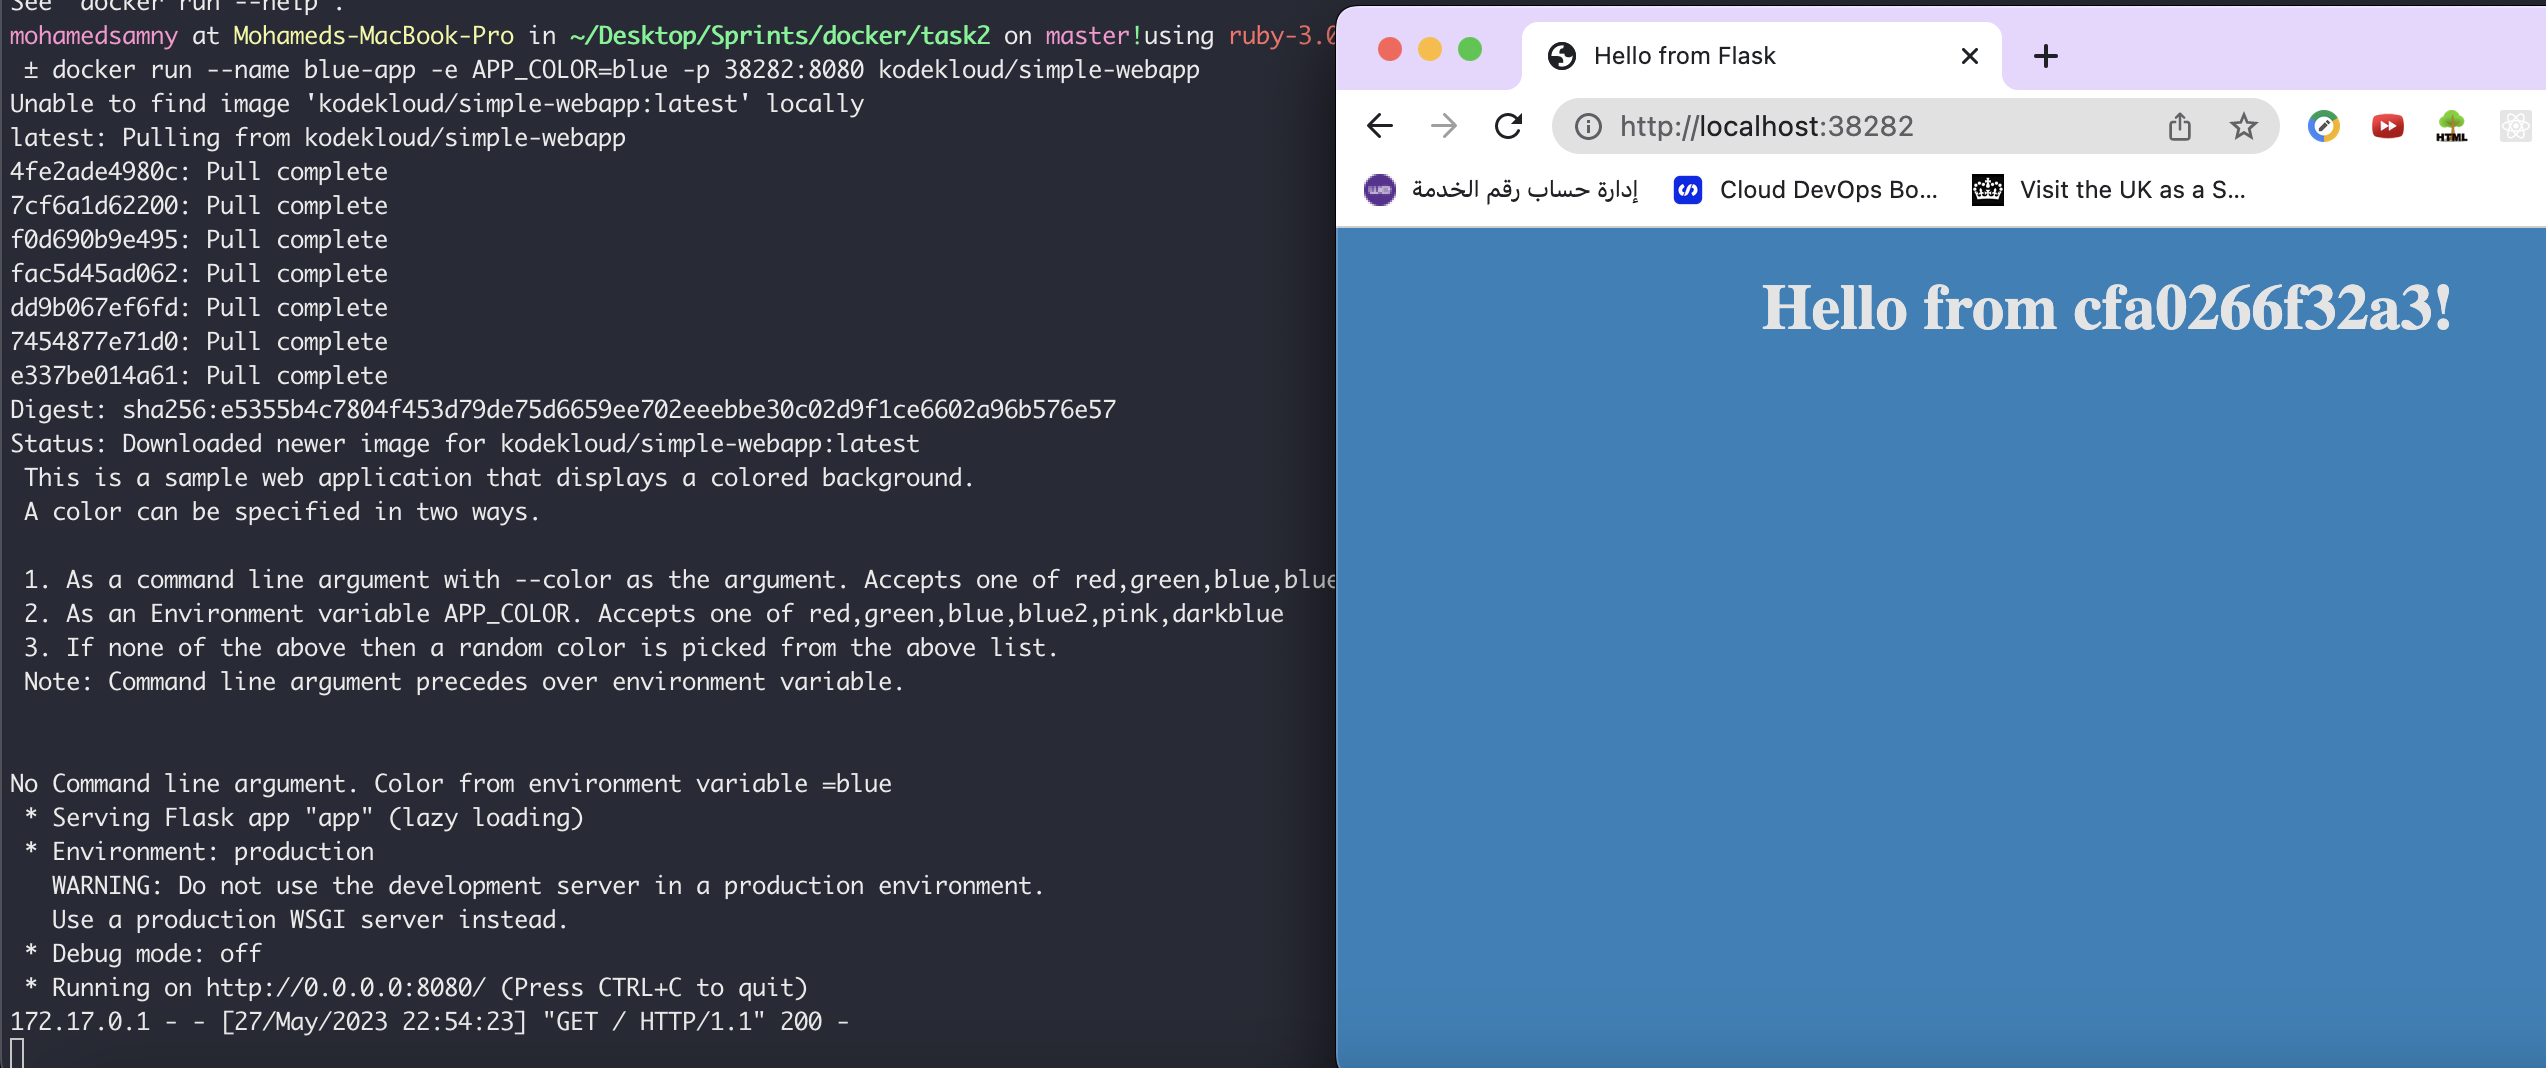 See 'docker run --help'.
mohamedsamny at Mohameds-MacBook-Pro in ~/Desktop/Sprints/docker/task2 on master!using ruby-3.0
± docker run --name blue-app -e APP_COLOR=blue -p 38282:8080 kodekloud/simple-webapp
Unable to find image 'kodekloud/simple-webapp:latest' locally
latest: Pulling from kodekloud/simple-webapp
4fe2ade4980c: Pull complete
7cf6a1d62200: Pull complete
f0d690b9e495: Pull complete
fac5d45ad062: Pull complete
dd9b067ef6fd: Pull complete
7454877e71d0: Pull complete
e337be014a61: Pull complete
Digest: sha256:e5355b4c7804f453d79de75d6659ee702eeebbe30c02d9f1ce6602a96b576e57
Status: Downloaded newer image for kodekloud/simple-webapp:latest
This is a sample web application that displays a colored background.
A color can be specified in two ways.
1. As a command line argument with --color as the argument. Accepts one of red,green,blue,blue
2. As an Environment variable APP_COLOR. Accepts one of red,green,blue,blue2,pink,darkblue
3. If none of the above then a random color is picked from the above list.
Note: Command line argument precedes over environment variable.
No Command line argument. Color from environment variable =blue
* Serving Flask app "app" (lazy loading)
* Environment: production
WARNING: Do not use the development server in a production environment.
Use a production WSGI server instead.
* Debug mode: off
* Running on http://0.0.0.0:8080/ (Press CTRL+C to quit)
172.17.0.1 - - [27/May/2023 22:54:23] "GET / HTTP/1.1" 200 -
Hello from Flask
http://localhost:38282
HTML
إدارة حساب رقم الخدمة
Cloud DevOps Bo...
Visit the UK as a S...
Hello from cfa0266f32a3!